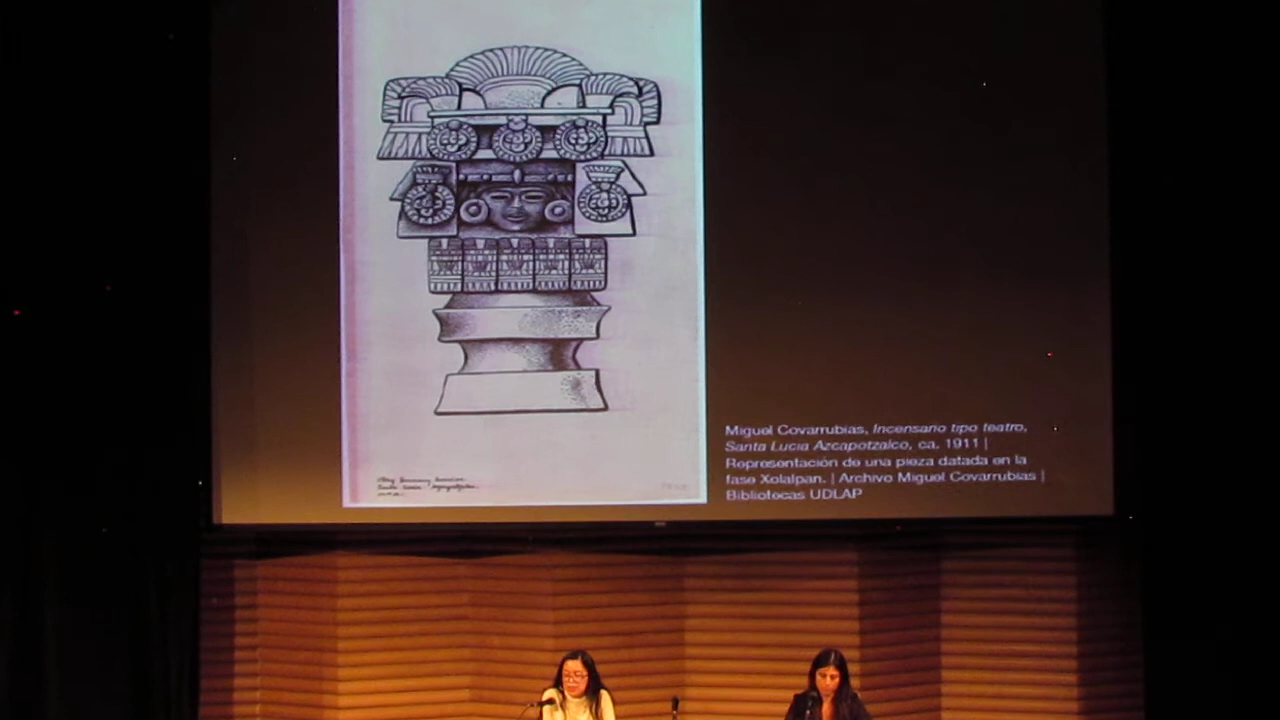 Miguel Covarrubias, Incensario tipo teatro,
Santa Lucia Azcapotzalco, ca. 1911 |
Representación de una pieza datada en la
fase Xolalpan. | Archivo Miguel Covarrubias |
Bibliotecas UDLAP